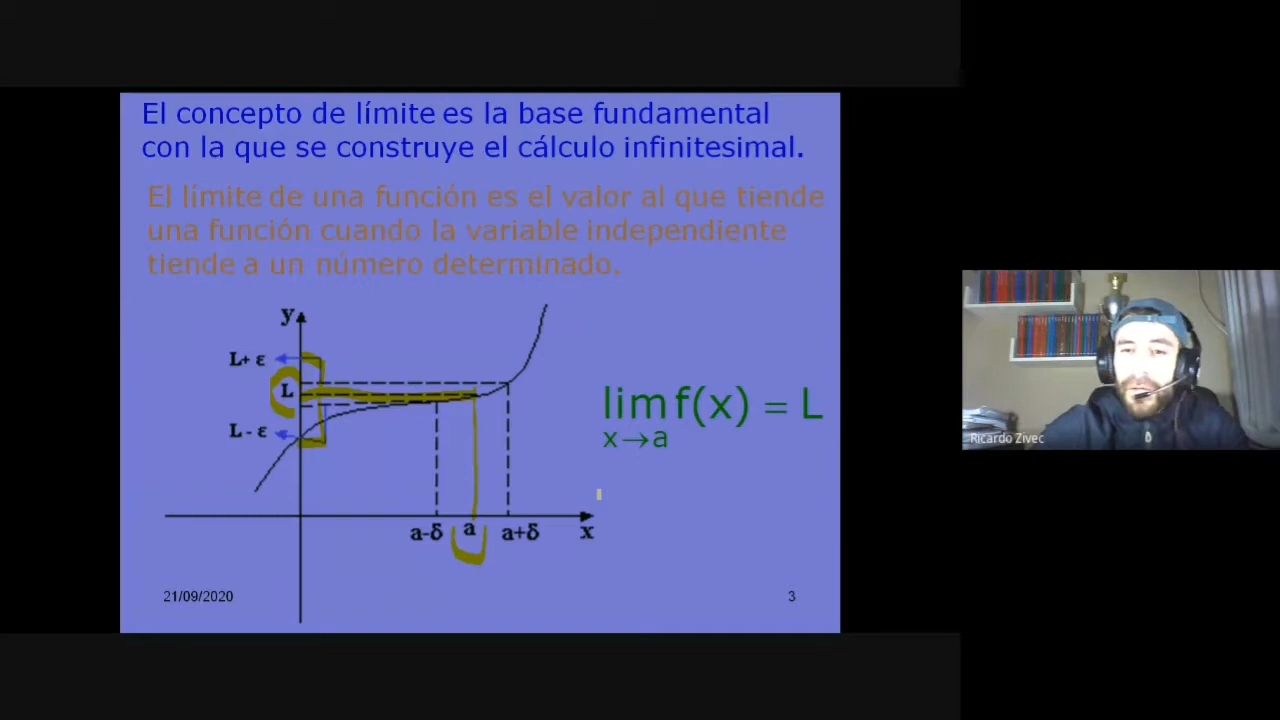 El concepto de límite es la base fundamental
con la que se construye el cálculo infinitesimal.
El límite de una función es el valor al que tiende
una función cuando la variable independiente
tiende a un número determinado.
y
L+ ε
L
L - ε
lim f(x) = L
x→a
a-δ a a+δ x
21/09/2020
3
Ricardo Zivec